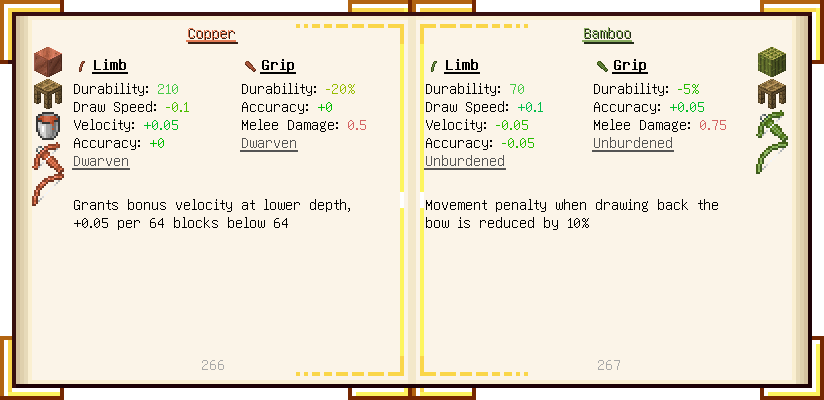 Copper
Limb
Durability: 210
Draw Speed: -0.1
Velocity: +0.05
Accuracy: +0
Dwarven
Grip
Durability: -20%
Accuracy: +0
Melee Damage: 0.5
Dwarven
Grants bonus velocity at lower depth,
+0.05 per 64 blocks below 64
266
Bamboo
Limb
Durability: 70
Draw Speed: +0.1
Velocity: -0.05
Accuracy: -0.05
Unburdened
Grip
Durability: -5%
Accuracy: +0.05
Melee Damage: 0.75
Unburdened
Movement penalty when drawing back the
bow is reduced by 10%
267